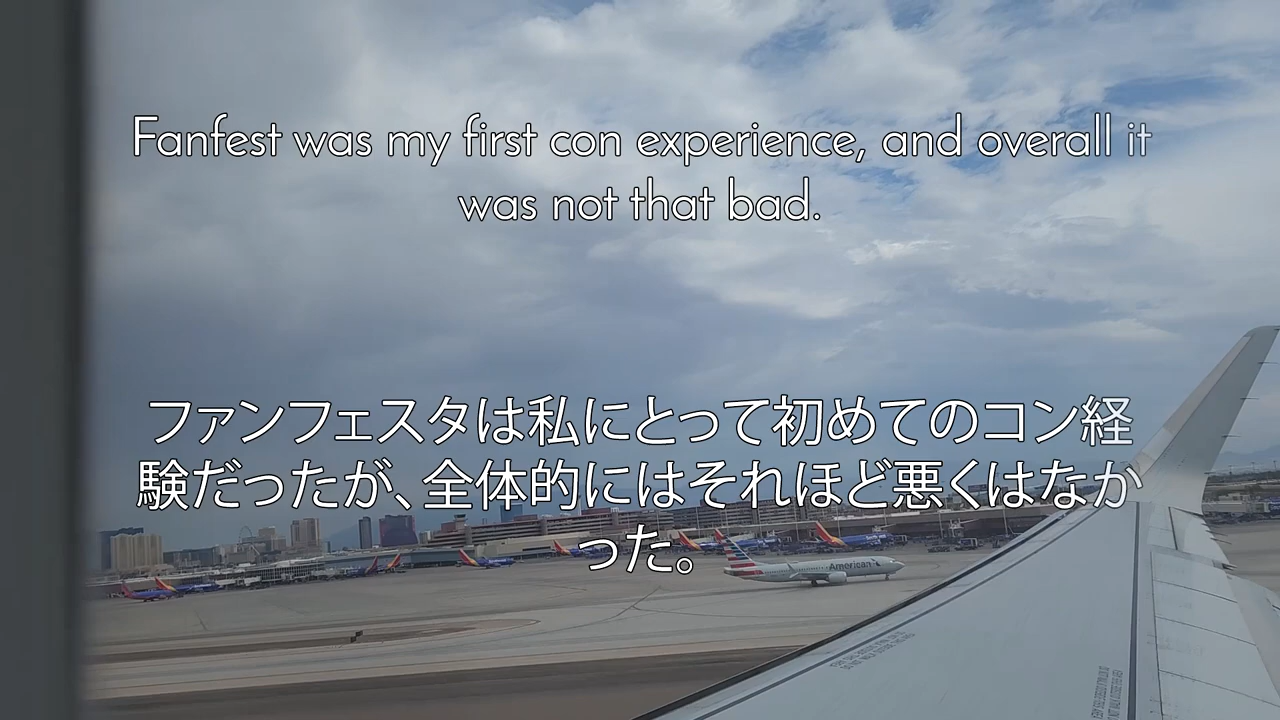 Fanfest was my first con experience, and overall it
was not that bad.
ファンフェスタは私にとって初めてのコン経
験だったが、全体的にはそれほど悪くはなか
った。
American